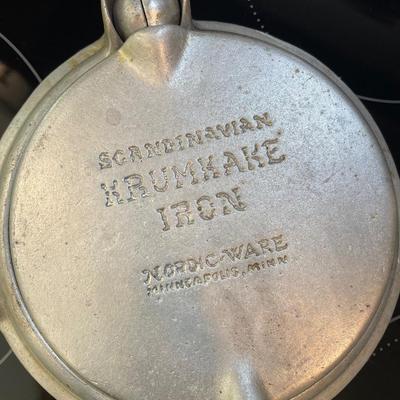 SCANDINAVIAN
KRUMKAKE
IRON
NORDIC-WARE
MINNEAPOLIS, MINN